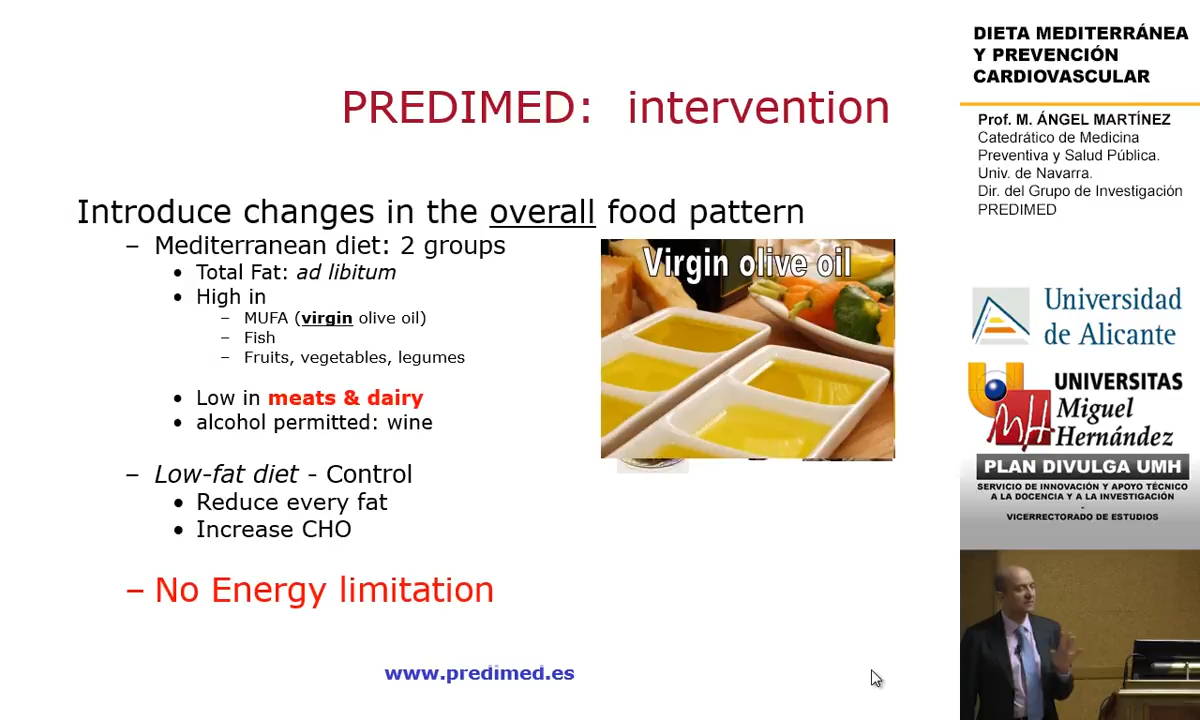 PREDIMED: intervention
Introduce changes in the overall food pattern
– Mediterranean diet: 2 groups
• Total Fat: ad libitum
• High in
– MUFA (virgin olive oil)
– Fish
– Fruits, vegetables, legumes
• Low in meats & dairy
• alcohol permitted: wine
– Low-fat diet - Control
• Reduce every fat
• Increase CHO
– No Energy limitation
www.predimed.es
Virgin olive oil
DIETA MEDITERRÁNEA
Y PREVENCIÓN
CARDIOVASCULAR
Prof. M. ÁNGEL MARTÍNEZ
Catedrático de Medicina
Preventiva y Salud Pública.
Univ. de Navarra.
Dir. del Grupo de Investigación
PREDIMED
Universidad
de Alicante
UNIVERSITAS
Miguel
Hernández
PLAN DIVULGA UMH
SERVICIO DE INNOVACIÓN Y APOYO TÉCNICO
A LA DOCENCIA Y A LA INVESTIGACIÓN
-
VICERRECTORADO DE ESTUDIOS